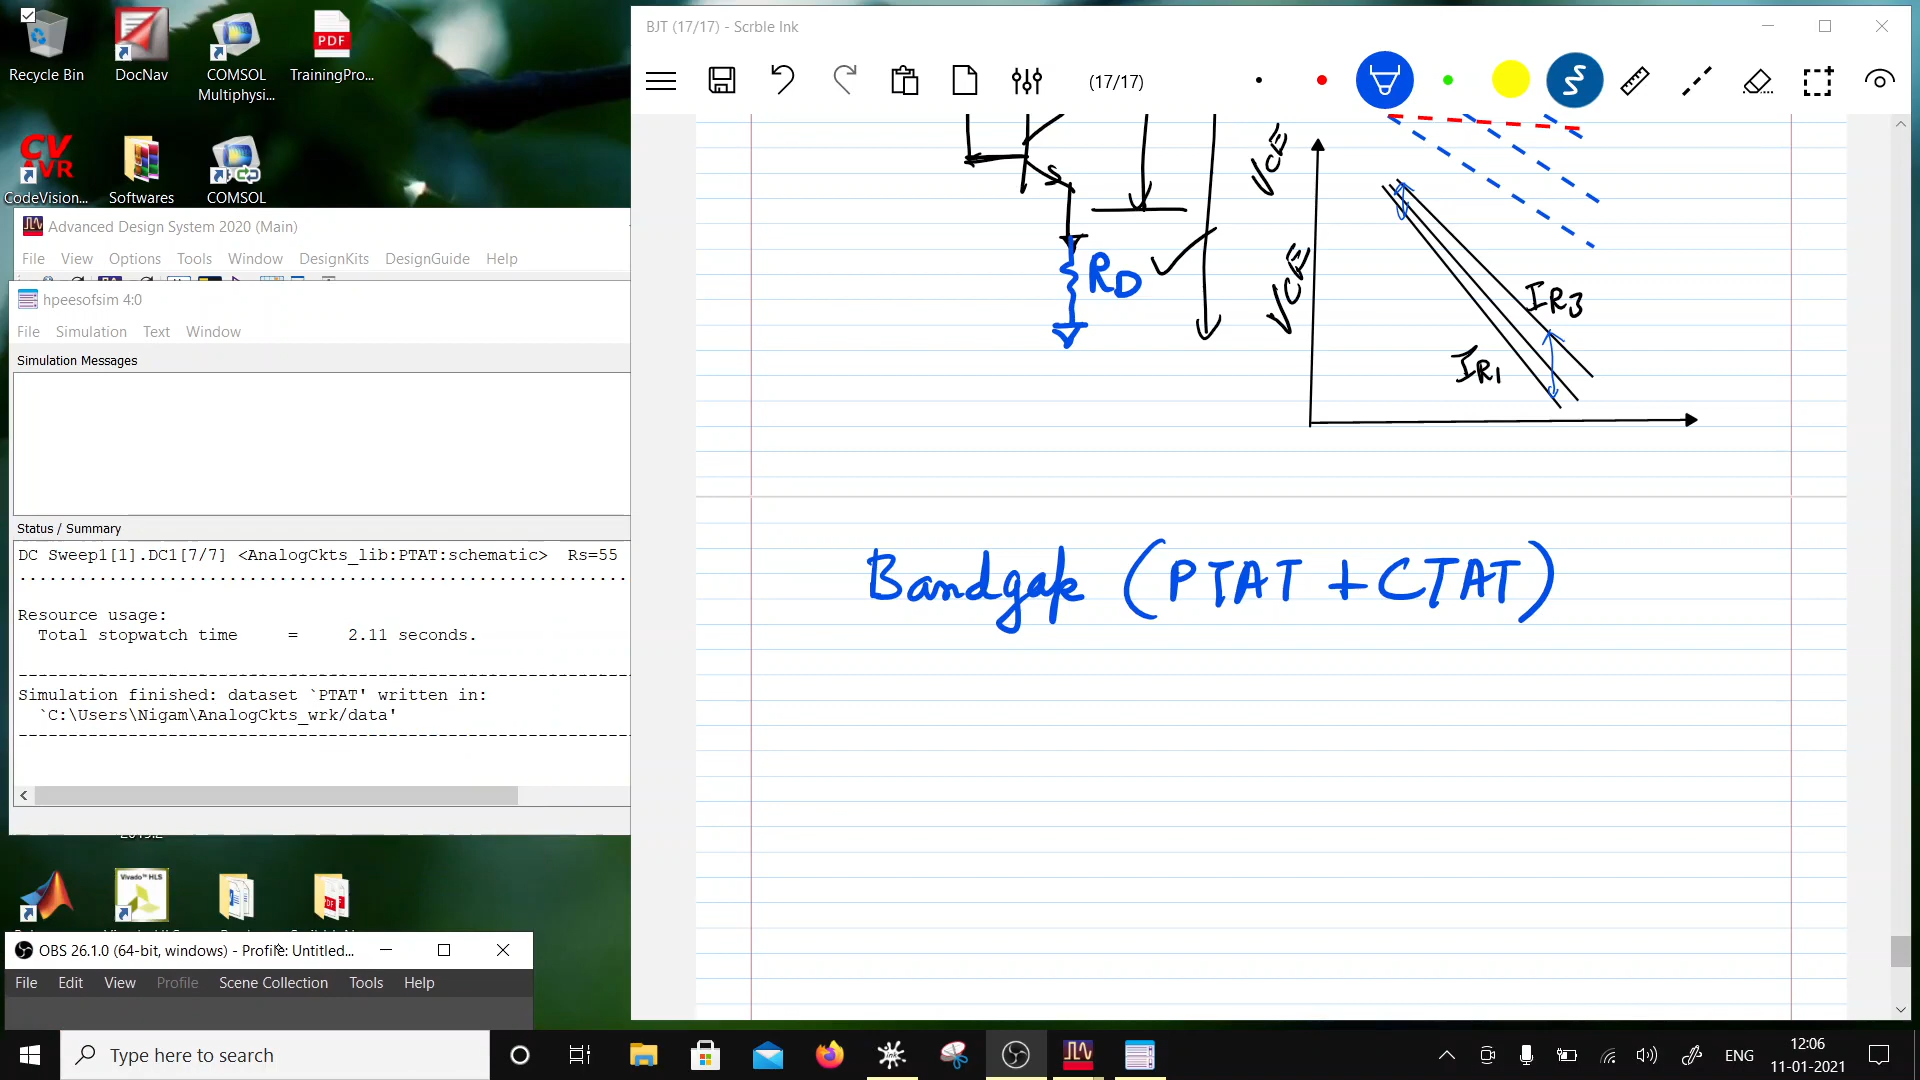 Recycle Bin
DocNav
COMSOL
Multiphysi...
TrainingPro...
PDF
CV
AVR
CodeVision...
Softwares
COMSOL
Advanced Design System 2020 (Main)
File View Options Tools Window DesignKits DesignGuide Help
hpeesofsim 4:0
File Simulation Text Window
Simulation Messages
Status / Summary
DC Sweep1[1].DC1[7/7] <AnalogCkts_lib:PTAT:schematic> Rs=55
Resource usage:
Total stopwatch time = 2.11 seconds.
Simulation finished: dataset `PTAT' written in:
`C:\Users\Nigam\AnalogCkts_wrk/data'
Vivado™ HLS
OBS 26.1.0 (64-bit, windows) - Profile: Untitled...
File Edit View Profile Scene Collection Tools Help
BJT (17/17) - Scrble Ink
(17/17)
RD
VCE
VCE
IR3
IR1
Bandgap (PTAT + CTAT)
Type here to search
ENG
12:06
11-01-2021